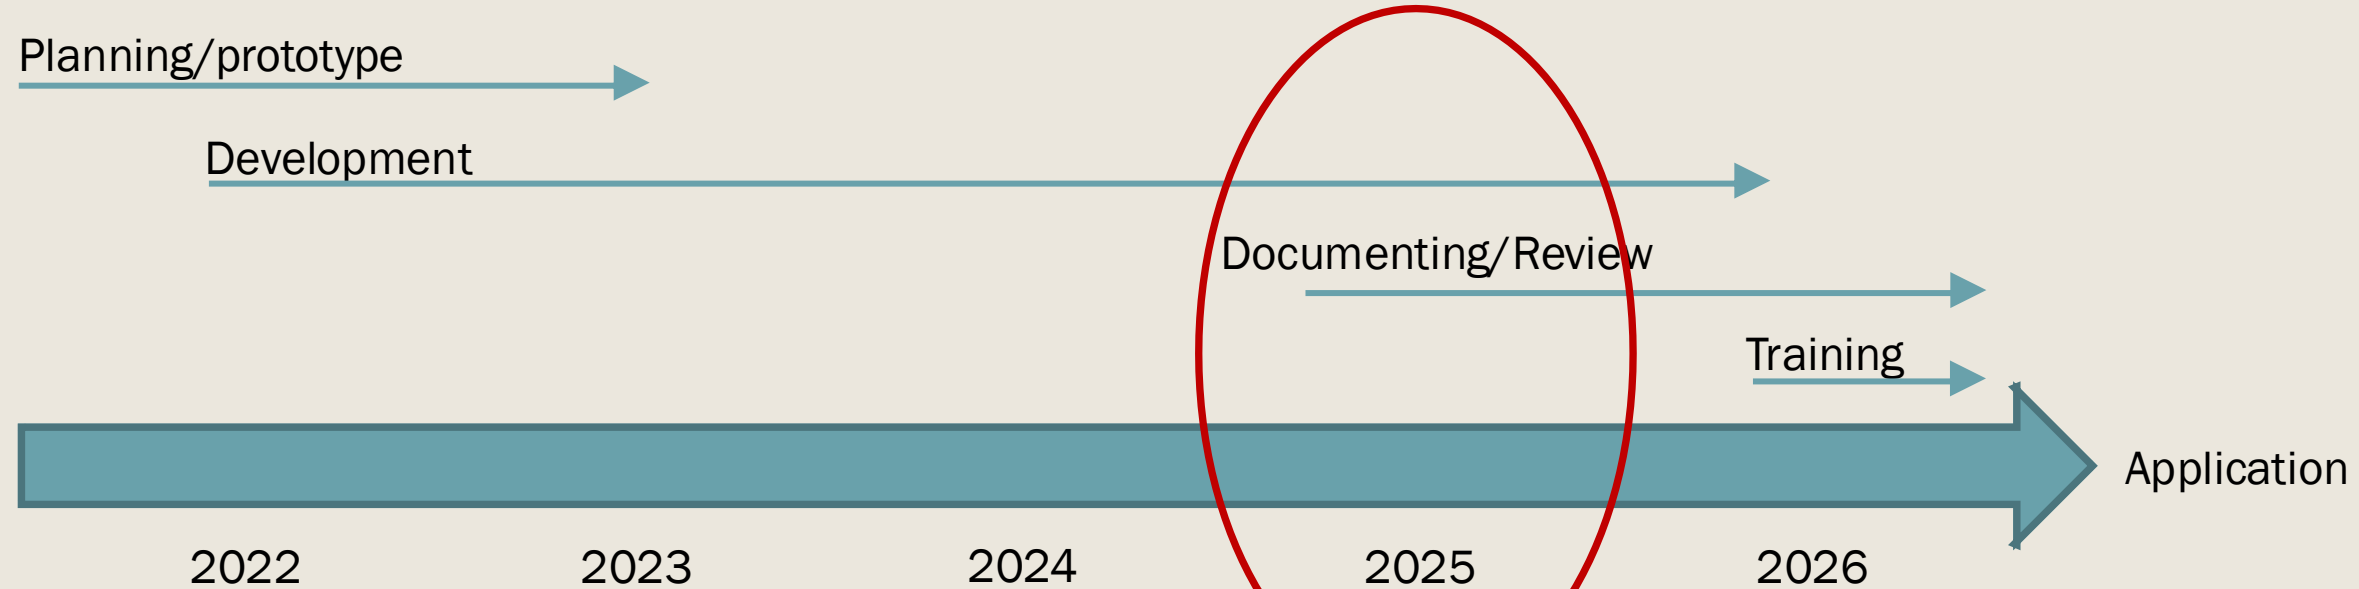 Planning/prototype
Development
Documenting/Review
Training
Application
2022 2023 2024 2025 2026